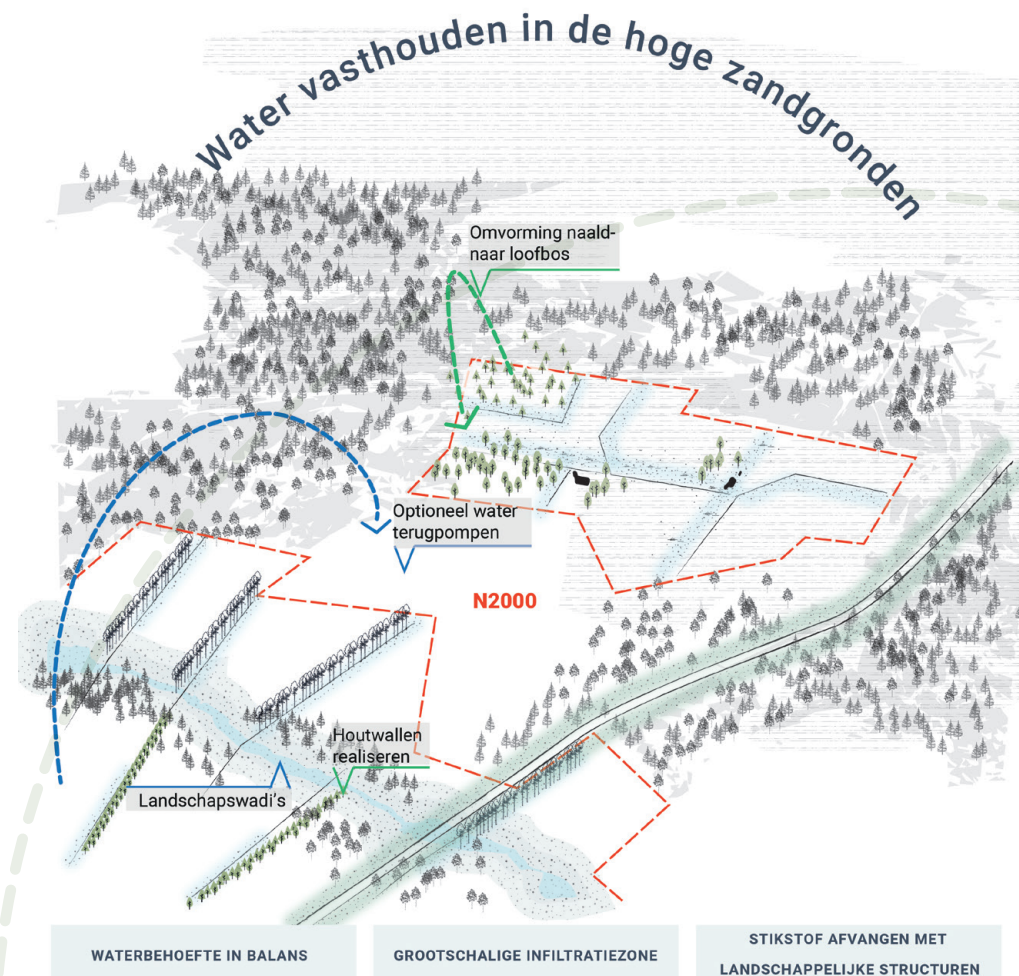 Water vasthouden in de hoge zandgronden
Omvorming naald-
naar loofbos
Optioneel water
terugpompen
N2000
Houtwallen
realiseren
Landschapswadi's
WATERBEHOEFTE IN BALANS
GROOTSCHALIGE INFILTRATIEZONE
STIKSTOF AFVANGEN MET
LANDSCHAPPELIJKE STRUCTUREN